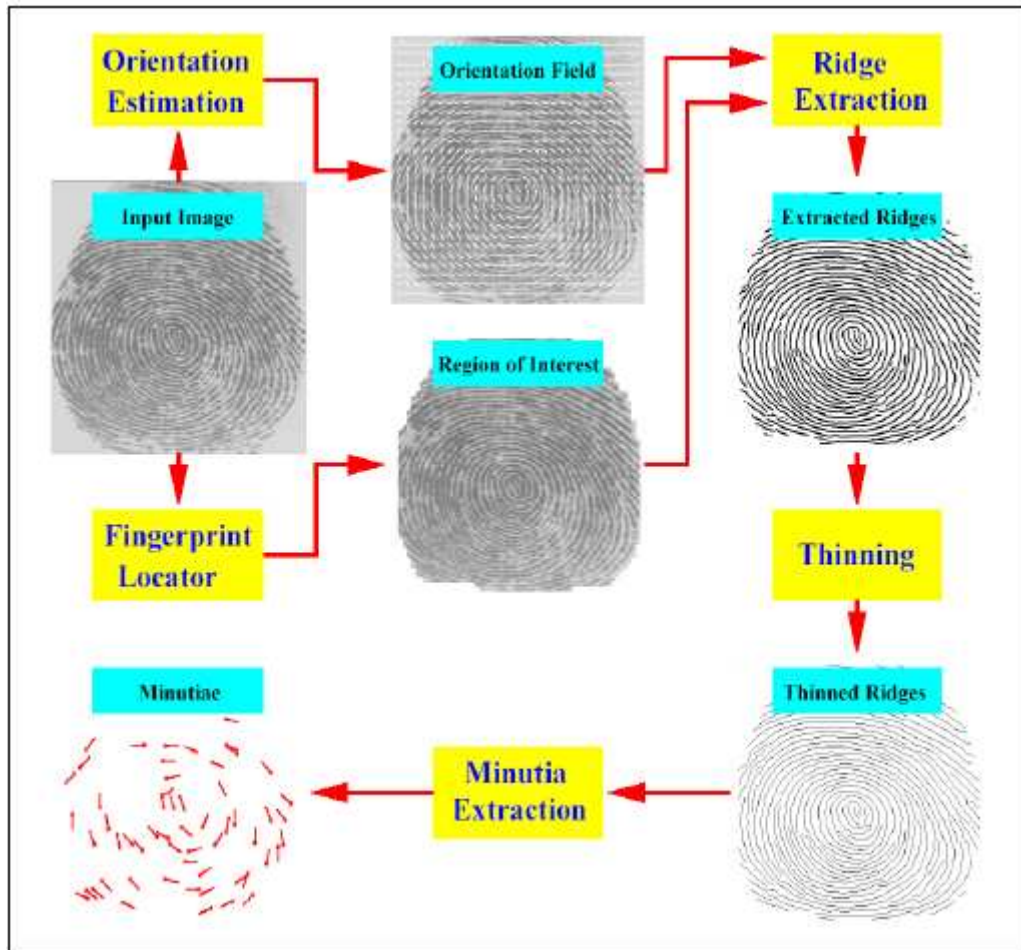 Orientation
Estimation
Orientation Field
Ridge
Extraction
Input Image
Extracted Ridges
Region of Interest
Fingerprint
Locator
Thinning
Minutiae
Thinned Ridges
Minutia
Extraction